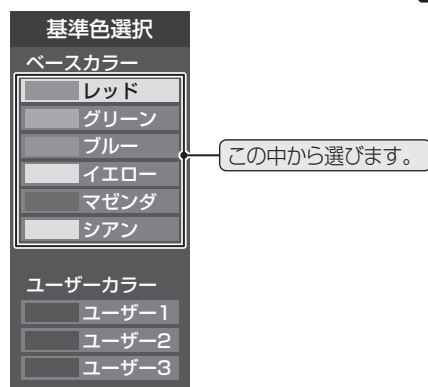 基準色選択
ベースカラー
レッド
グリーン
ブルー
イエロー
マゼンダ
シアン
この中から選びます。
ユーザーカラー
ユーザー1
ユーザー2
ユーザー3